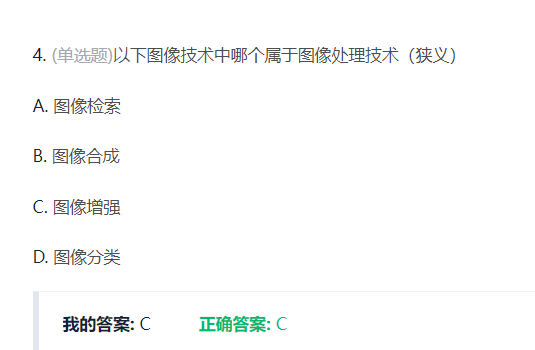 4. (单选题)以下图像技术中哪个属于图像处理技术（狭义）
A. 图像检索
B. 图像合成
C. 图像增强
D. 图像分类
我的答案: C 正确答案: C